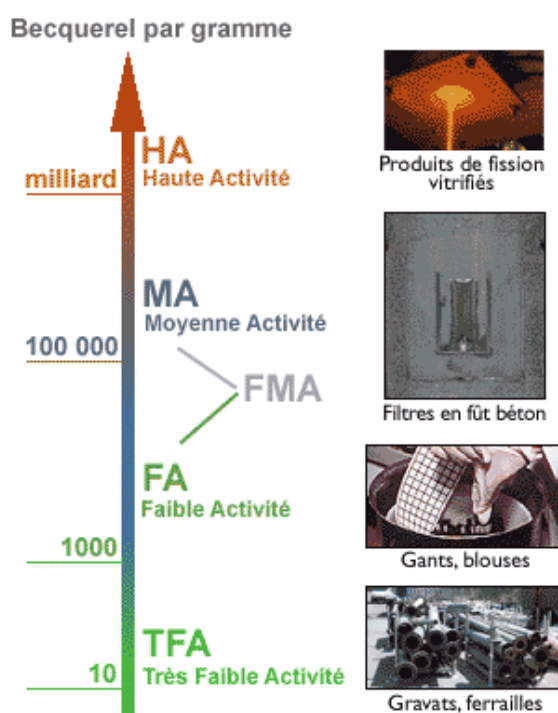 Becquerel par gramme
HA
milliard
Haute Activité
Produits de fission
vitrifiés
MA
Moyenne Activité
100 000
FMA
Filtres en fût béton
FA
Faible Activité
1000
Gants, blouses
TFA
10
Très Faible Activité
Gravats, ferrailles